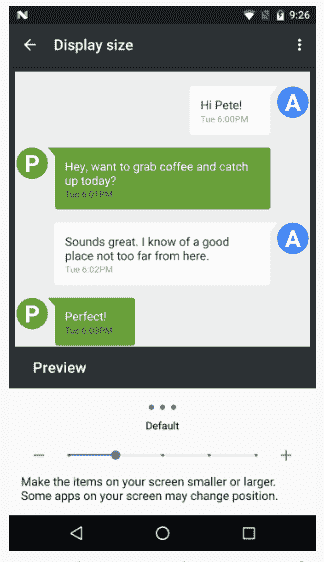 N 9:26
Display size
Hi Pete!
Tue 6:00PM
A
P
Hey, want to grab coffee and catch
up today?
Tue 6:01PM
Sounds great. I know of a good
place not too far from here.
Tue 6:02PM
A
P
Perfect!
Tue 6:03PM
Preview
Default
Make the items on your screen smaller or larger.
Some apps on your screen may change position.